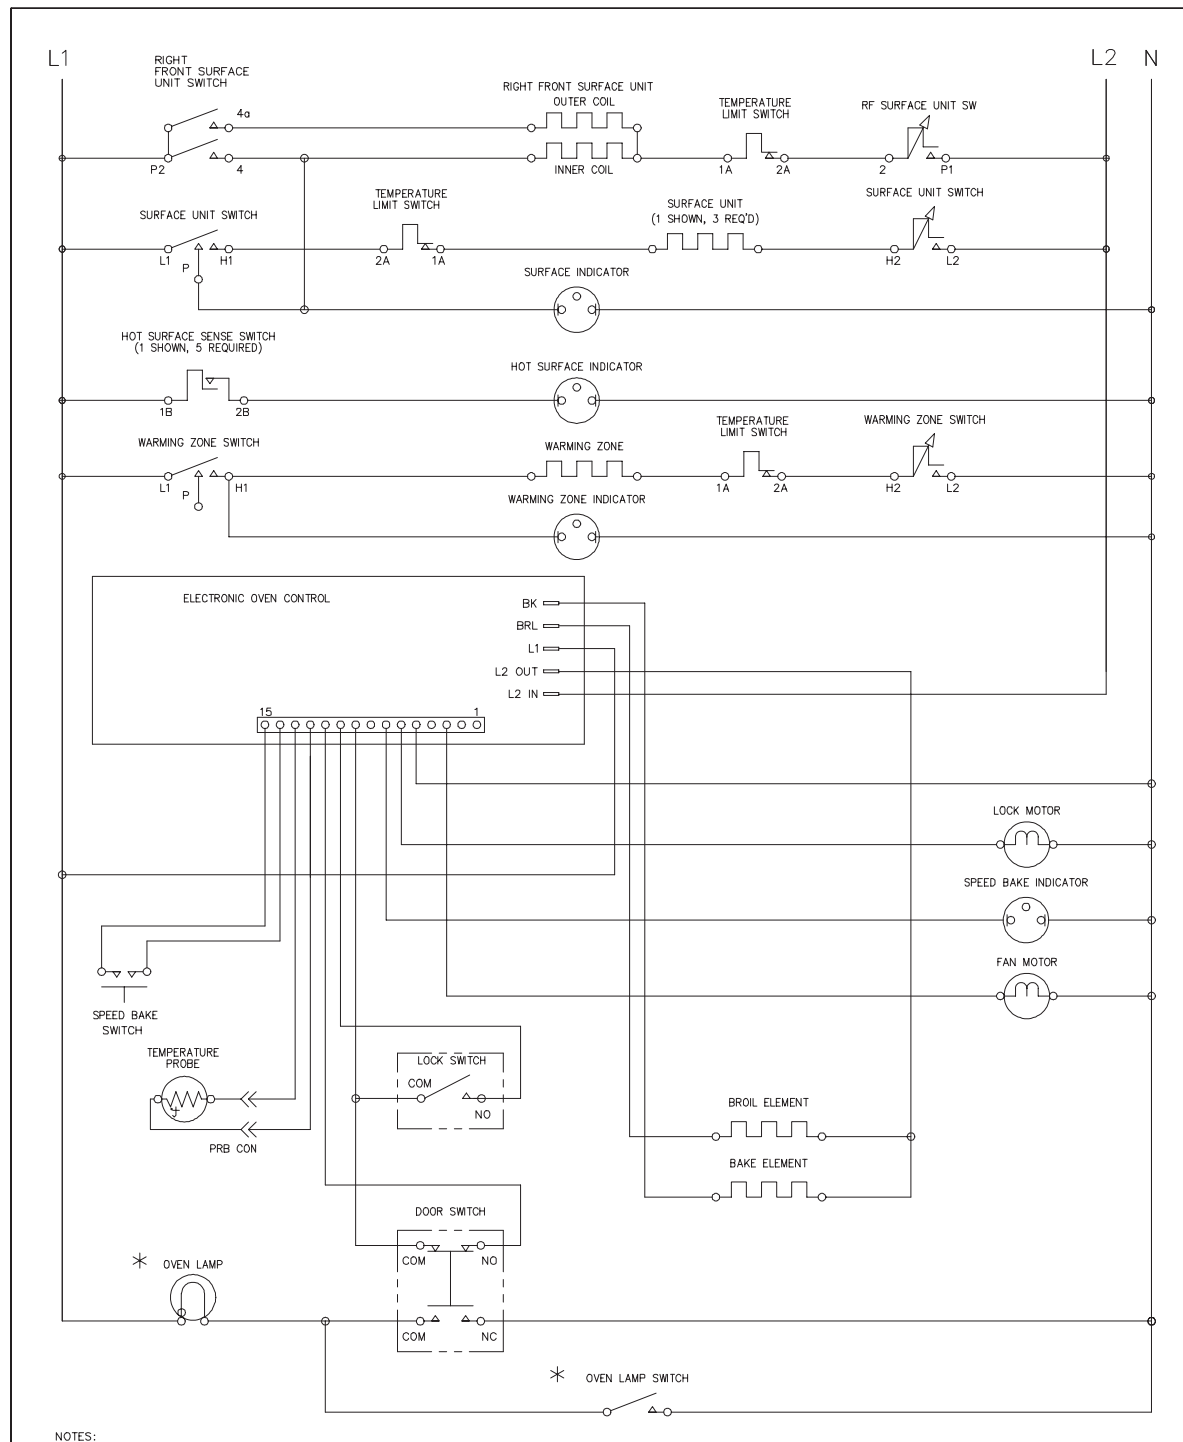 L1
L2 N
RIGHT
FRONT SURFACE
UNIT SWITCH
4a
P2
4
RIGHT FRONT SURFACE UNIT
OUTER COIL
INNER COIL
TEMPERATURE
LIMIT SWITCH
1A
2A
RF SURFACE UNIT SW
2
P1
SURFACE UNIT SWITCH
L1
H1
P
TEMPERATURE
LIMIT SWITCH
2A
1A
SURFACE UNIT
(1 SHOWN, 3 REQ'D)
SURFACE UNIT SWITCH
H2
L2
SURFACE INDICATOR
HOT SURFACE SENSE SWITCH
(1 SHOWN, 5 REQUIRED)
1B
2B
HOT SURFACE INDICATOR
WARMING ZONE SWITCH
L1
H1
P
WARMING ZONE
TEMPERATURE
LIMIT SWITCH
1A
2A
WARMING ZONE SWITCH
H2
L2
WARMING ZONE INDICATOR
ELECTRONIC OVEN CONTROL
BK
BRL
L1
L2 OUT
L2 IN
15
1
LOCK MOTOR
SPEED BAKE INDICATOR
FAN MOTOR
SPEED BAKE
SWITCH
TEMPERATURE
PROBE
PRB CON
LOCK SWITCH
COM
NO
BROIL ELEMENT
BAKE ELEMENT
DOOR SWITCH
COM
NO
COM
NC
* OVEN LAMP
* OVEN LAMP SWITCH
NOTES: